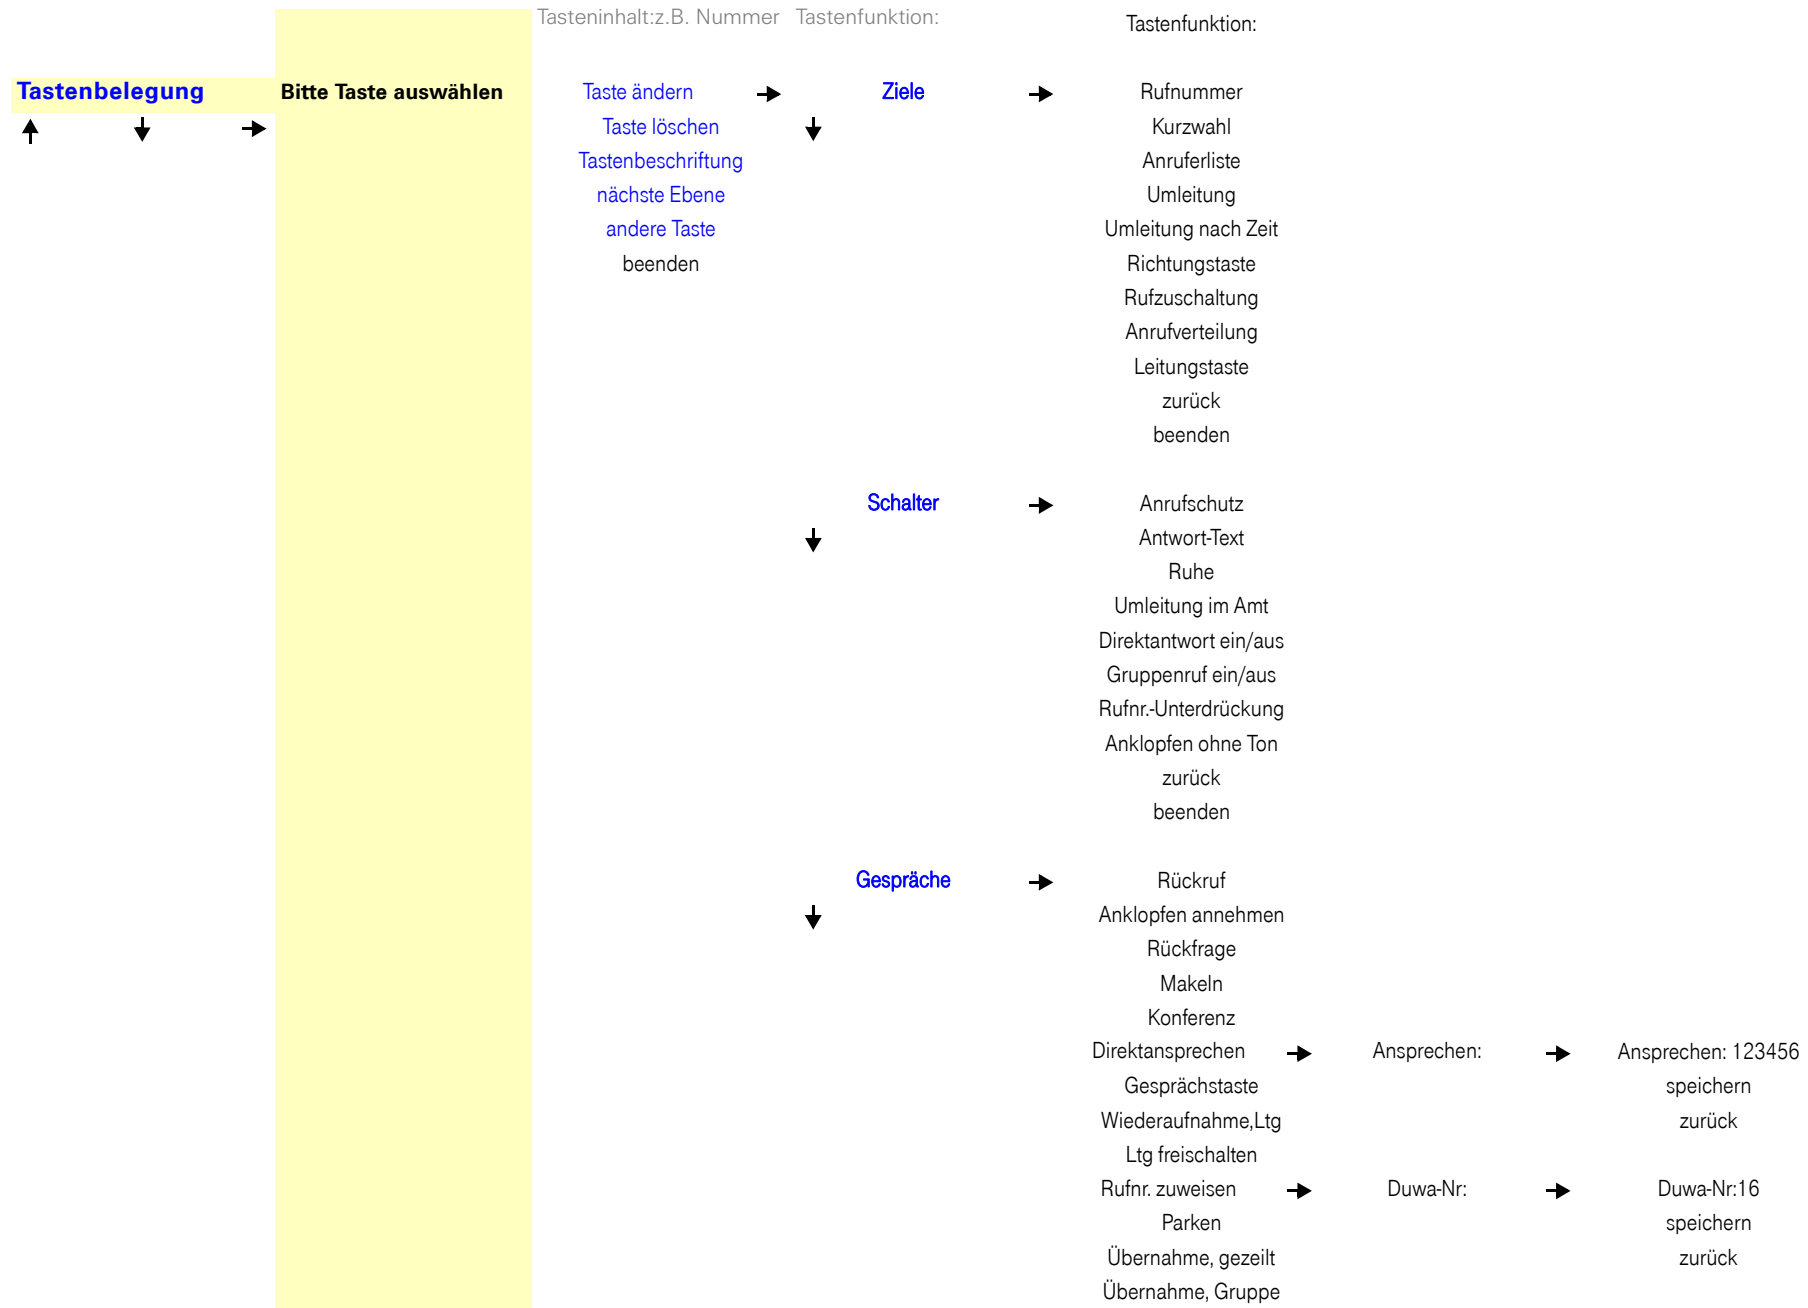 Tasteninhalt:z.B. Nummer Tastenfunktion: Tastenfunktion:
Tastenbelegung Bitte Taste auswählen Taste ändern Ziele Rufnummer
Taste löschen Kurzwahl
Tastenbeschriftung Anruferliste
nächste Ebene Umleitung
andere Taste Umleitung nach Zeit
beenden Richtungstaste
Rufzuschaltung
Anrufverteilung
Leitungstaste
zurück
beenden
Schalter Anrufschutz
Antwort-Text
Ruhe
Umleitung im Amt
Direktantwort ein/aus
Gruppenruf ein/aus
Rufnr.-Unterdrückung
Anklopfen ohne Ton
zurück
beenden
Gespräche Rückruf
Anklopfen annehmen
Rückfrage
Makeln
Konferenz
Direktansprechen Ansprechen: Ansprechen: 123456
Gesprächstaste speichern
Wiederaufnahme,Ltg zurück
Ltg freischalten
Rufnr. zuweisen Duwa-Nr: Duwa-Nr:16
Parken speichern
Übernahme, gezeilt zurück
Übernahme, Gruppe